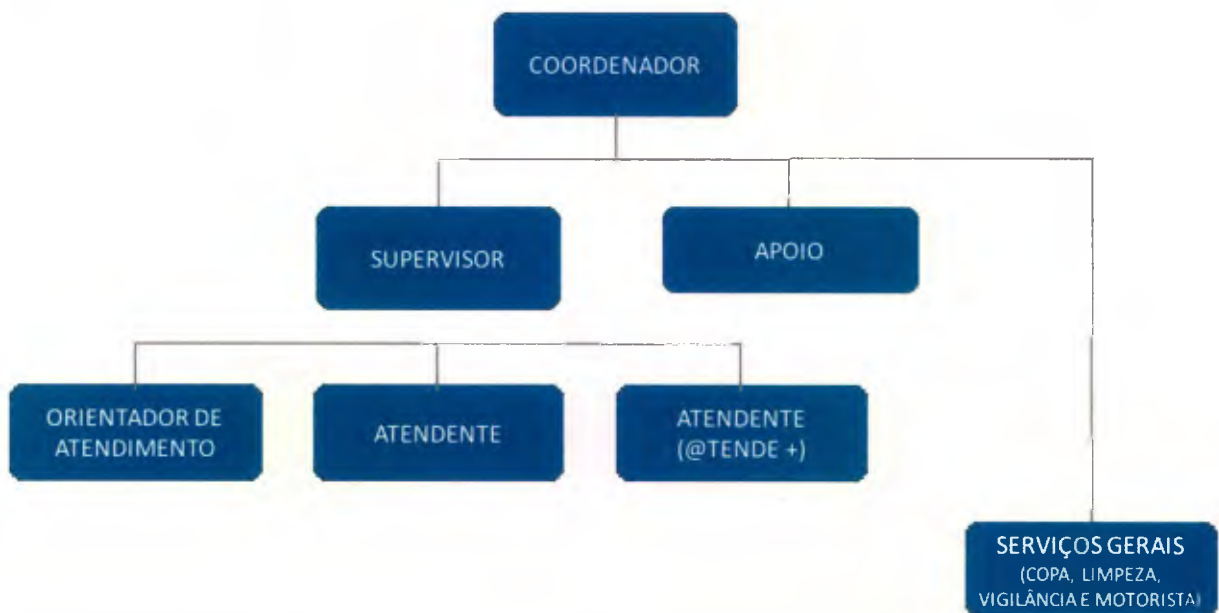 COORDENADOR
SUPERVISOR
APOIO
ORIENTADOR DE
ATENDIMENTO
ATENDENTE
ATENDENTE
(@TENDE +)
SERVIÇOS GERAIS
(COPA, LIMPEZA,
VIGILÂNCIA E MOTORISTA)